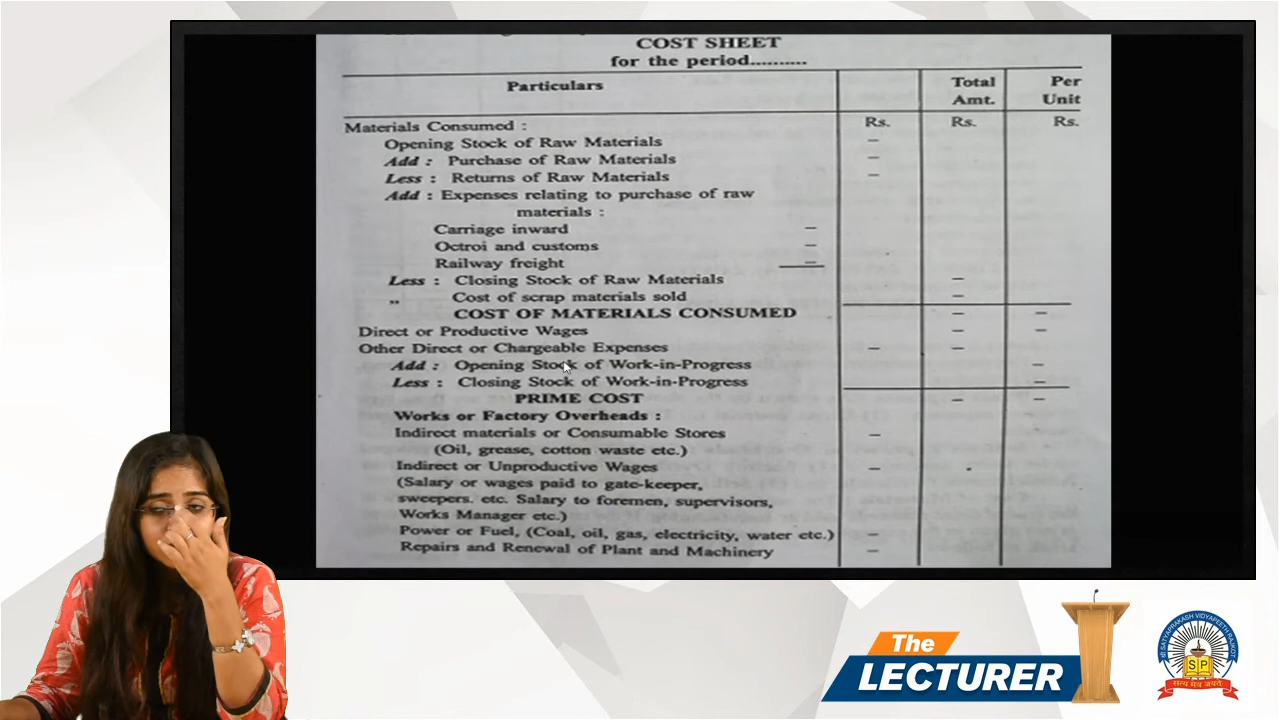 COST SHEET
for the period..........
Particulars
Total Amt.
Per Unit
Materials Consumed : Rs. Rs. Rs.
Opening Stock of Raw Materials –
Add : Purchase of Raw Materials –
Less : Returns of Raw Materials –
Add : Expenses relating to purchase of raw
materials :
Carriage inward –
Octroi and customs –
Railway freight –
Less : Closing Stock of Raw Materials –
„ Cost of scrap materials sold –
COST OF MATERIALS CONSUMED – –
Direct or Productive Wages – –
Other Direct or Chargeable Expenses – –
Add : Opening Stock of Work-in-Progress –
Less : Closing Stock of Work-in-Progress –
PRIME COST – –
Works or Factory Overheads :
Indirect materials or Consumable Stores –
(Oil, grease, cotton waste etc.)
Indirect or Unproductive Wages –
(Salary or wages paid to gate-keeper,
sweepers. etc. Salary to foremen, supervisors,
Works Manager etc.)
Power or Fuel, (Coal, oil, gas, electricity, water etc.) –
Repairs and Renewal of Plant and Machinery –
The
LECTURER
SP
सत्यमेव जयते